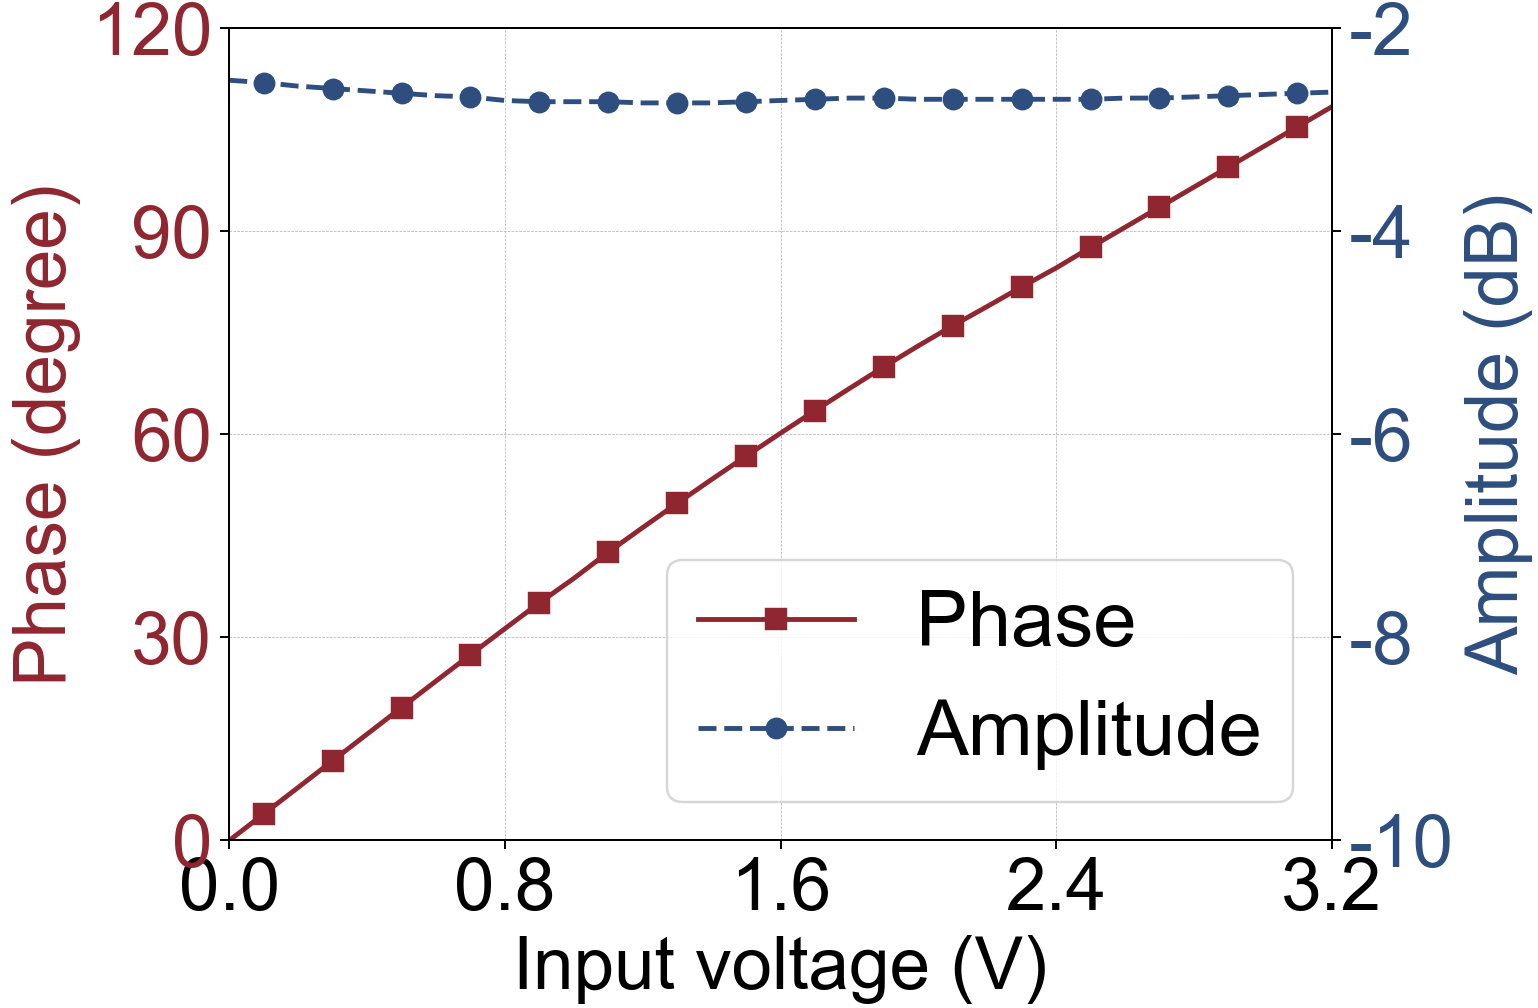 120
90
60
30
0
Phase (degree)
-2
-4
-6
-8
-10
Amplitude (dB)
Phase
Amplitude
0.0 0.8 1.6 2.4 3.2
Input voltage (V)